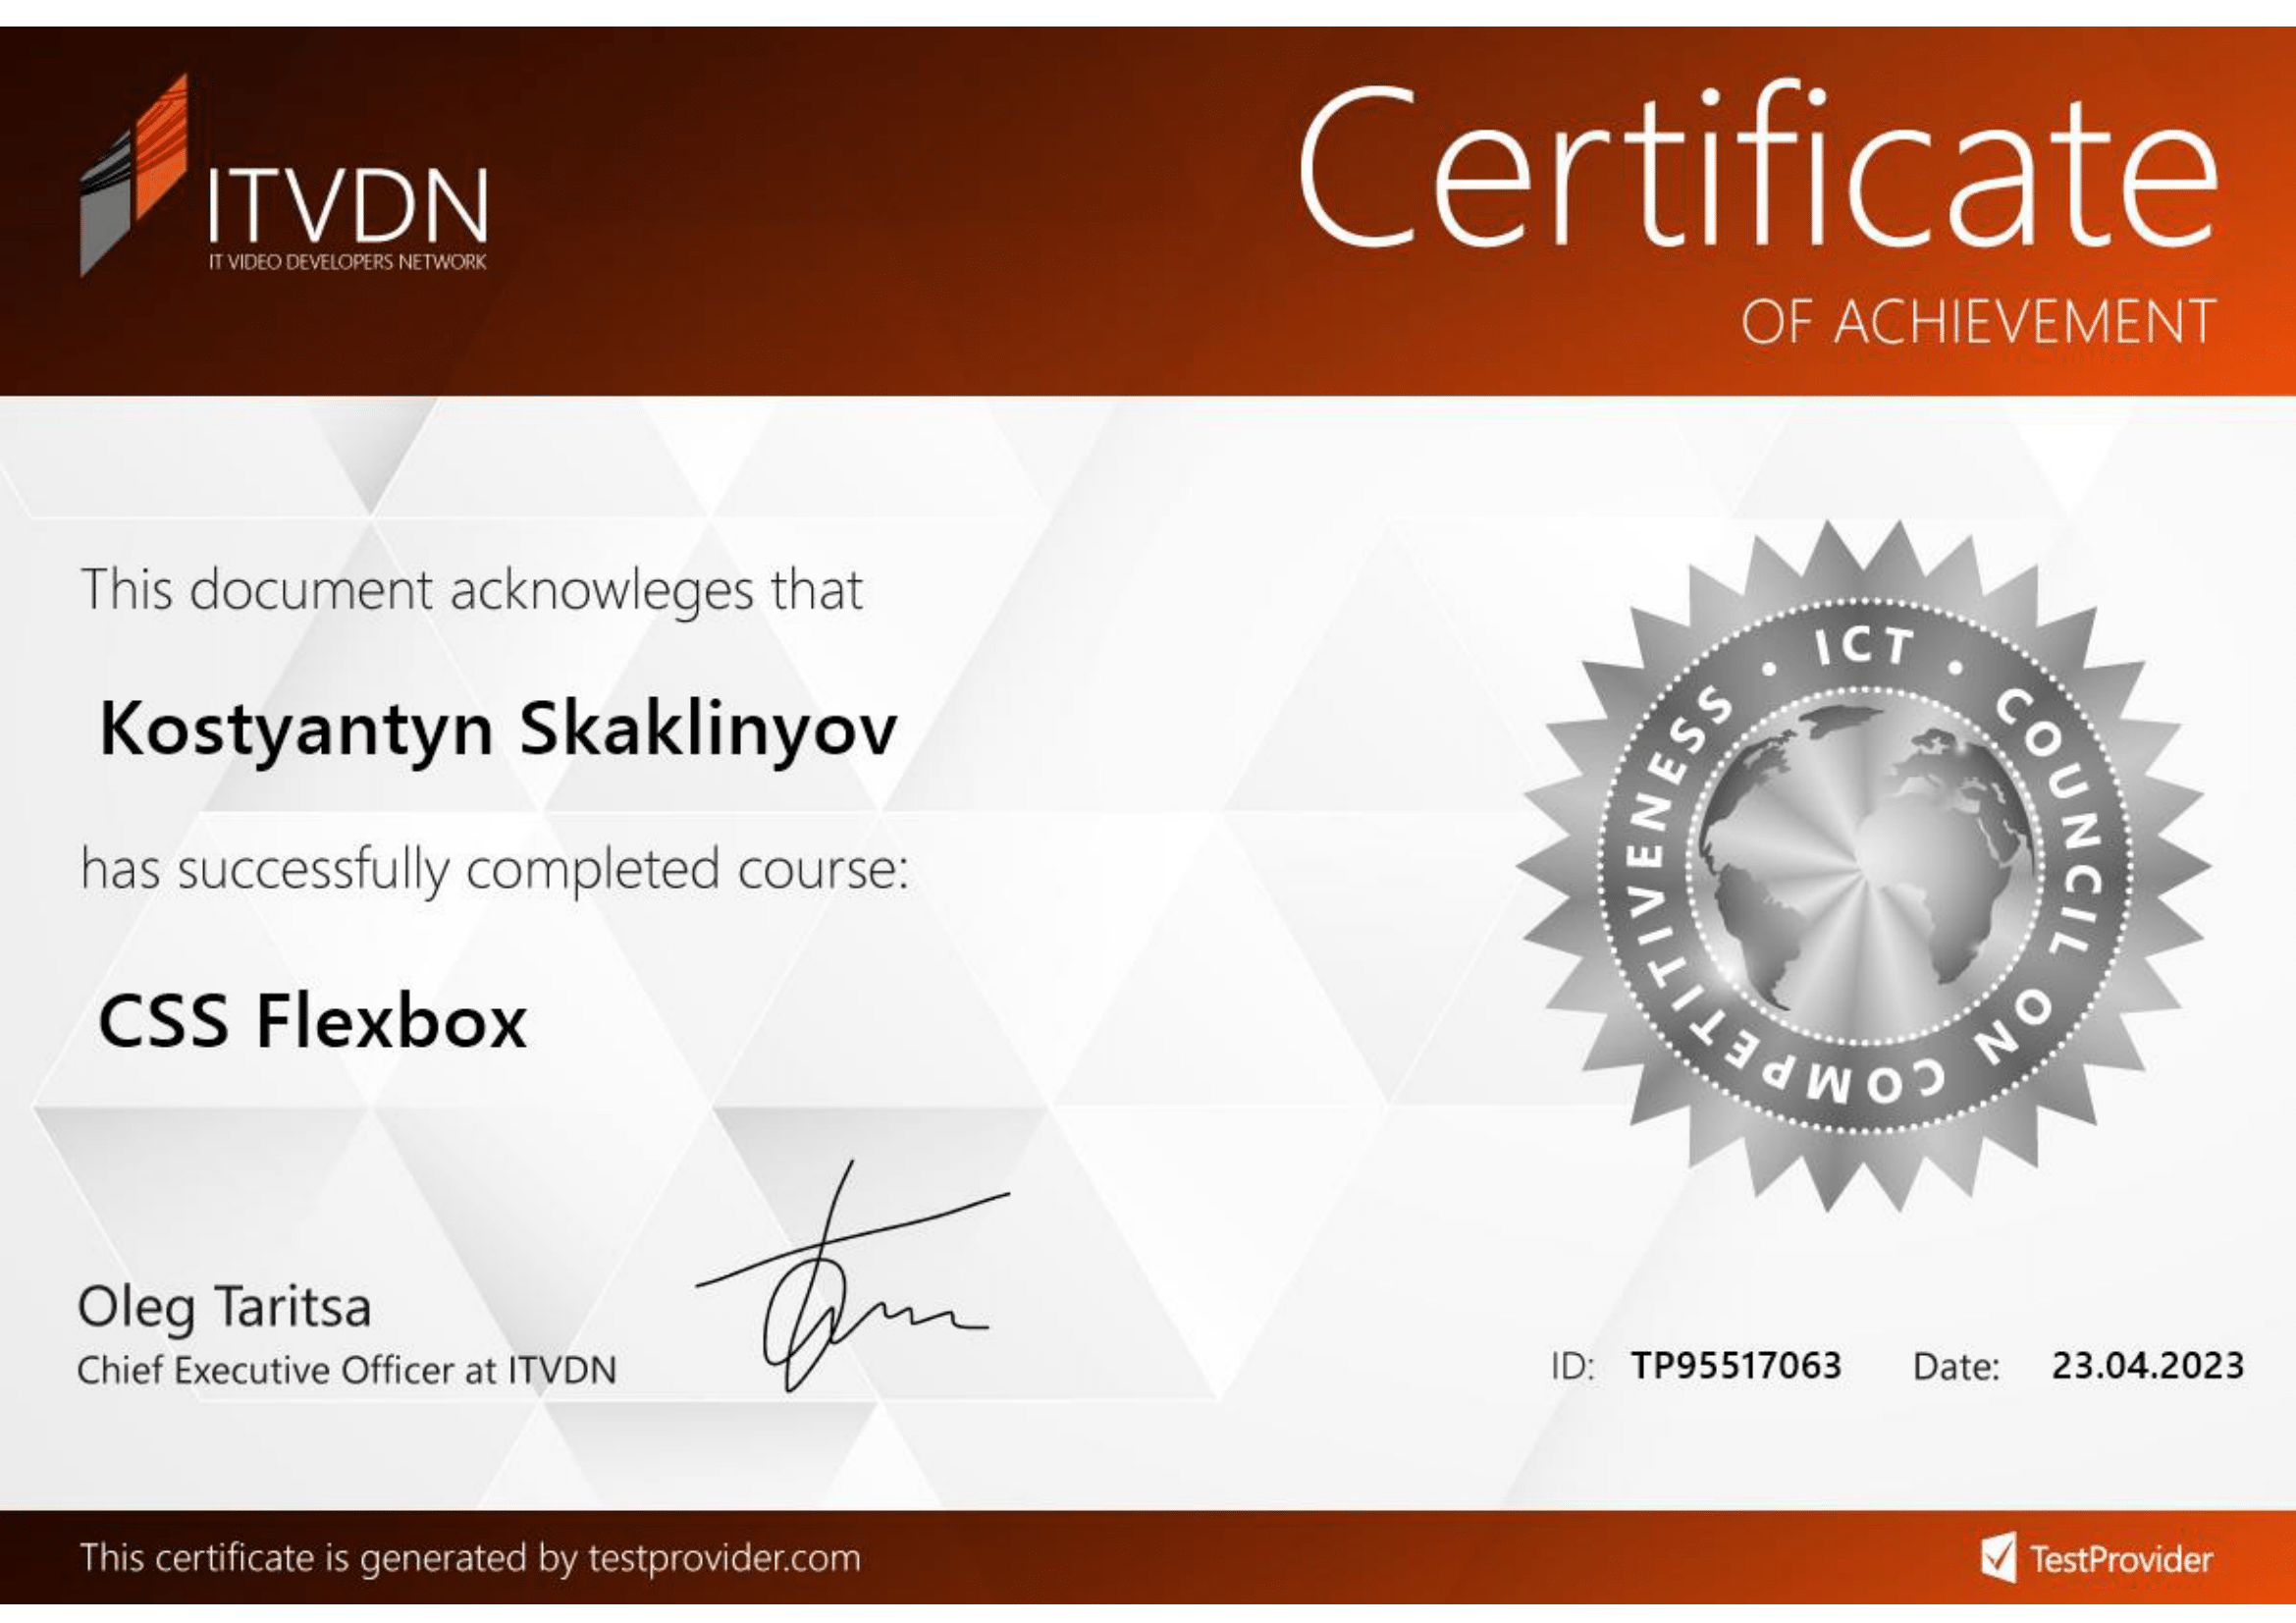 ITVDN
IT VIDEO DEVELOPERS NETWORK
Certificate
OF ACHIEVEMENT
This document acknowleges that
Kostyantyn Skaklinyov
has successfully completed course:
CSS Flexbox
• ICT • COUNCIL ON COMPETITIVENESS
Oleg Taritsa
Chief Executive Officer at ITVDN
ID: TP95517063 Date: 23.04.2023
This certificate is generated by testprovider.com
TestProvider